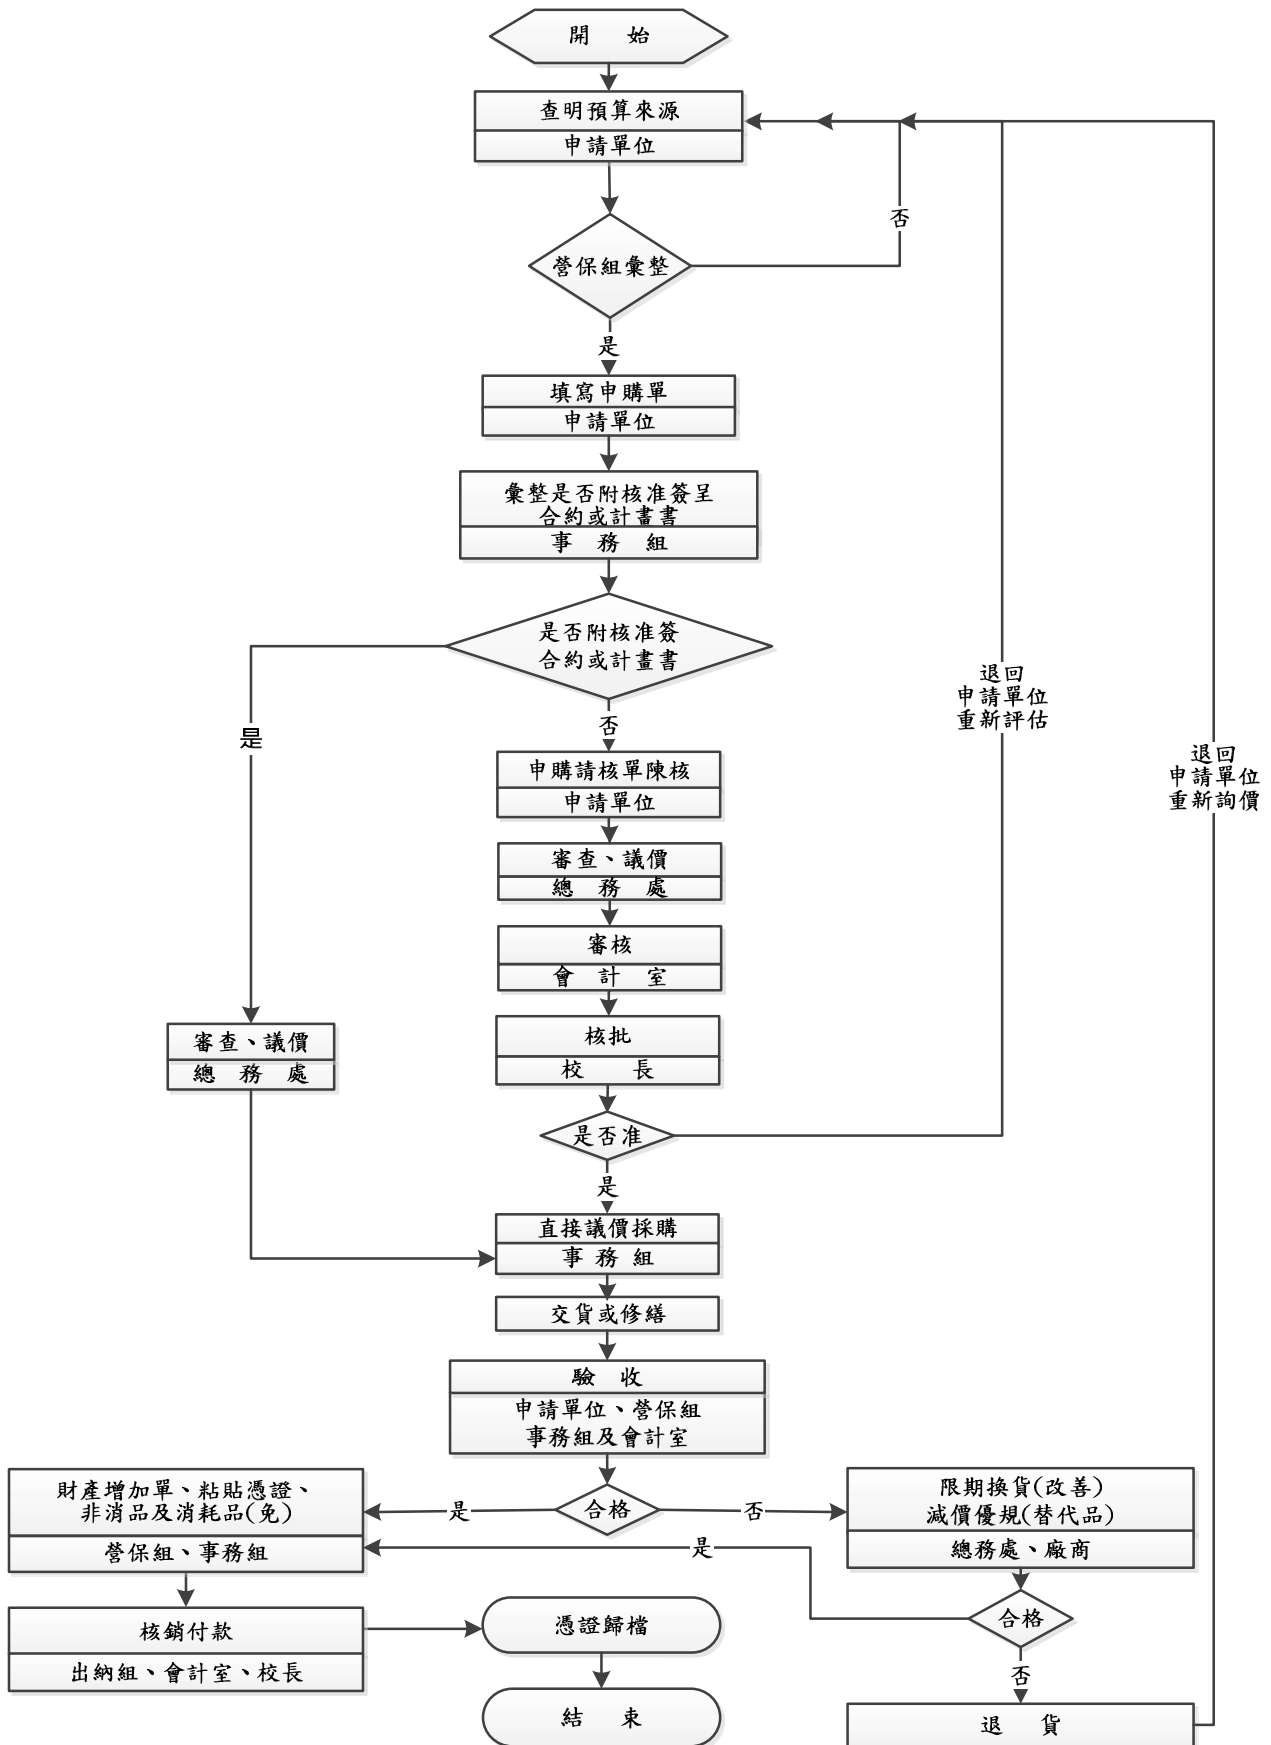 開 始
查明預算來源
申請單位
否
營保組彙整
是
填寫申購單
申請單位
彙整是否附核准簽呈
合約或計畫書
事 務 組
是否附核准簽
合約或計畫書
退回
申請單位
重新評估
是
否
退回
申請單位
重新詢價
申購請核單陳核
申請單位
審查、議價
總 務 處
審核
會 計 室
審查、議價
總 務 處
核批
校 長
是否准
是
直接議價採購
事 務 組
交貨或修繕
驗 收
申請單位、營保組
事務組及會計室
財產增加單、粘貼憑證、
非消品及消耗品(免)
營保組、事務組
是
合格
否
限期換貨(改善)
減價優規(替代品)
總務處、廠商
是
核銷付款
出納組、會計室、校長
憑證歸檔
合格
否
結 束
退 貨